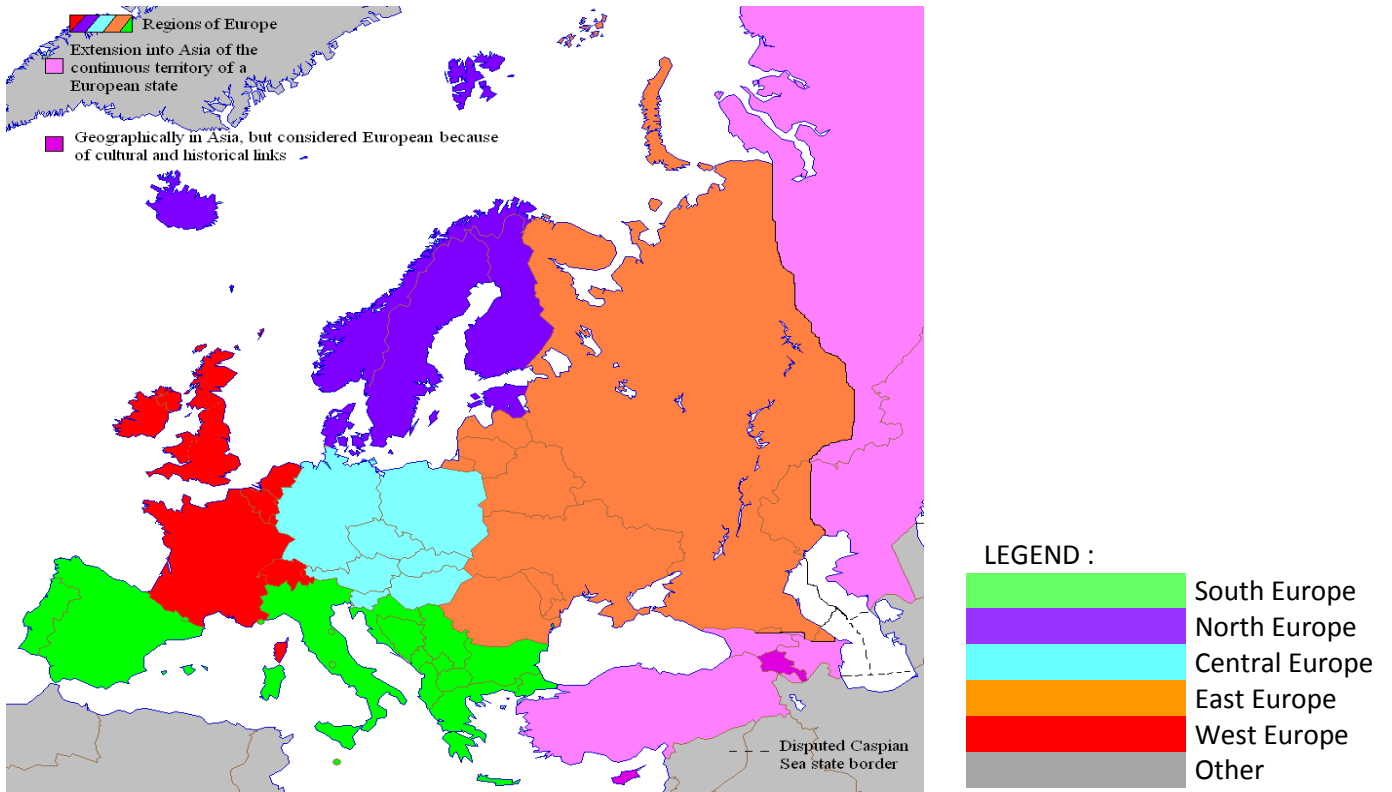 Regions of Europe
Extension into Asia of the
continuous territory of a
European state
Geographically in Asia, but considered European because
of cultural and historical links
Disputed Caspian
Sea state border
LEGEND :
South Europe
North Europe
Central Europe
East Europe
West Europe
Other